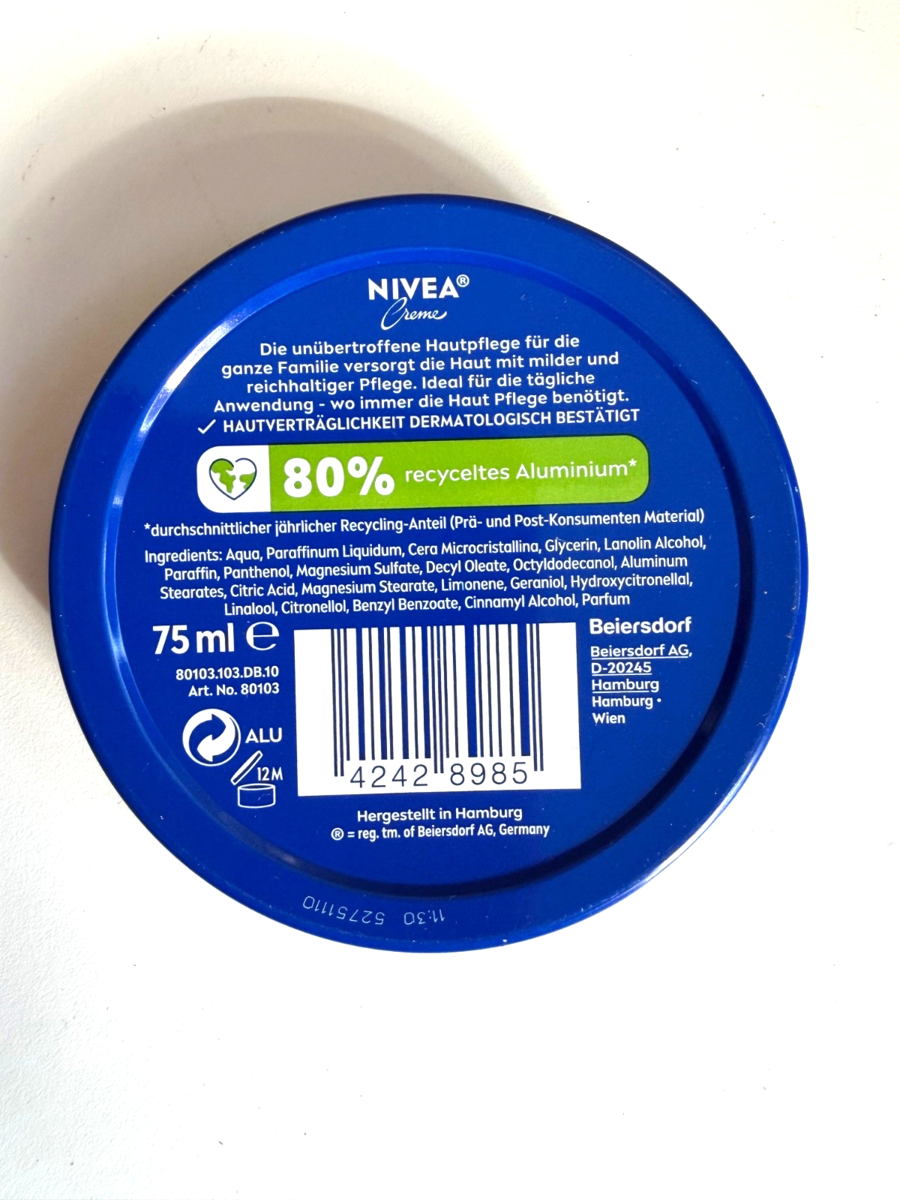 NIVEA®
Creme
Die unübertroffene Hautpflege für die
ganze Familie versorgt die Haut mit milder und
reichhaltiger Pflege. Ideal für die tägliche
Anwendung - wo immer die Haut Pflege benötigt.
✓ HAUTVERTRÄGLICHKEIT DERMATOLOGISCH BESTÄTIGT
80% recyceltes Aluminium*
*durchschnittlicher jährlicher Recycling-Anteil (Prä- und Post-Konsumenten Material)
Ingredients: Aqua, Paraffinum Liquidum, Cera Microcristallina, Glycerin, Lanolin Alcohol,
Paraffin, Panthenol, Magnesium Sulfate, Decyl Oleate, Octyldodecanol, Aluminum
Stearates, Citric Acid, Magnesium Stearate, Limonene, Geraniol, Hydroxycitronellal,
Linalool, Citronellol, Benzyl Benzoate, Cinnamyl Alcohol, Parfum
75 ml ℮
80103.103.DB.10
Art. No. 80103
ALU
12M
4242 8985
Beiersdorf
Beiersdorf AG,
D-20245
Hamburg
Hamburg •
Wien
Hergestellt in Hamburg
® = reg. tm. of Beiersdorf AG, Germany
11:30 52751110